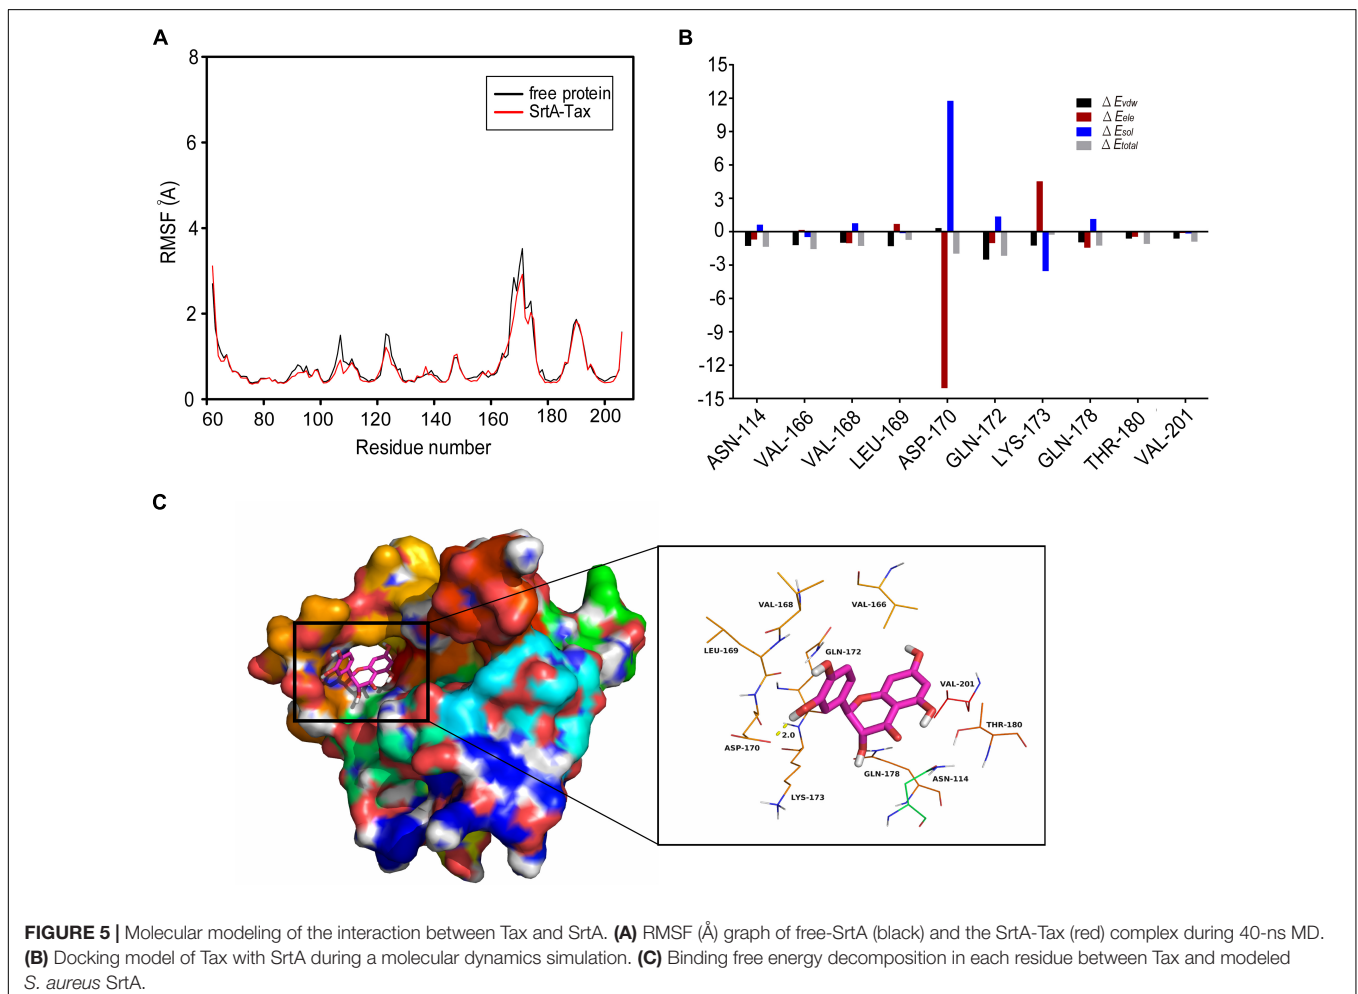 A
8
6
4
2
0
RMSF (Å)
free protein
SrtA-Tax
60 80 100 120 140 160 180 200
Residue number
B
15
12
9
6
3
0
-3
-6
-9
-12
-15
Δ Evdw
Δ Eele
Δ Esol
Δ Etotal
ASN-114 VAL-166 VAL-168 LEU-169 ASP-170 GLN-172 LYS-173 GLN-178 THR-180 VAL-201
C
VAL-168
VAL-166
LEU-169
GLN-172
VAL-201
THR-180
2.0
ASP-170
GLN-178
ASN-114
LYS-173
FIGURE 5 | Molecular modeling of the interaction between Tax and SrtA. (A) RMSF (Å) graph of free-SrtA (black) and the SrtA-Tax (red) complex during 40-ns MD.
(B) Docking model of Tax with SrtA during a molecular dynamics simulation. (C) Binding free energy decomposition in each residue between Tax and modeled
S. aureus SrtA.